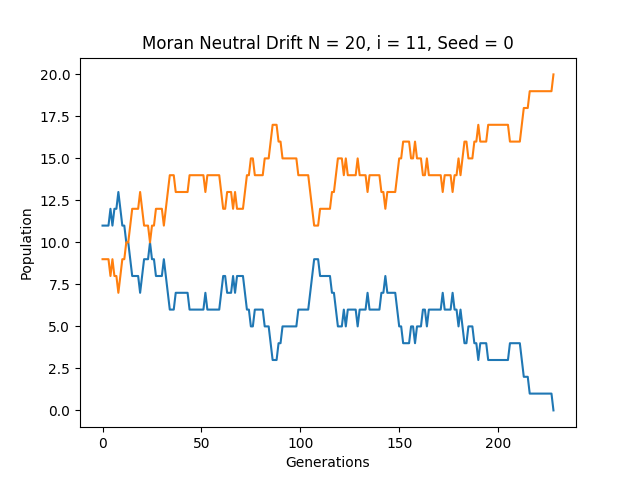 Moran Neutral Drift N = 20, i = 11, Seed = 0
20.0
17.5
15.0
12.5
10.0
7.5
5.0
2.5
0.0
Population
0 50 100 150 200
Generations